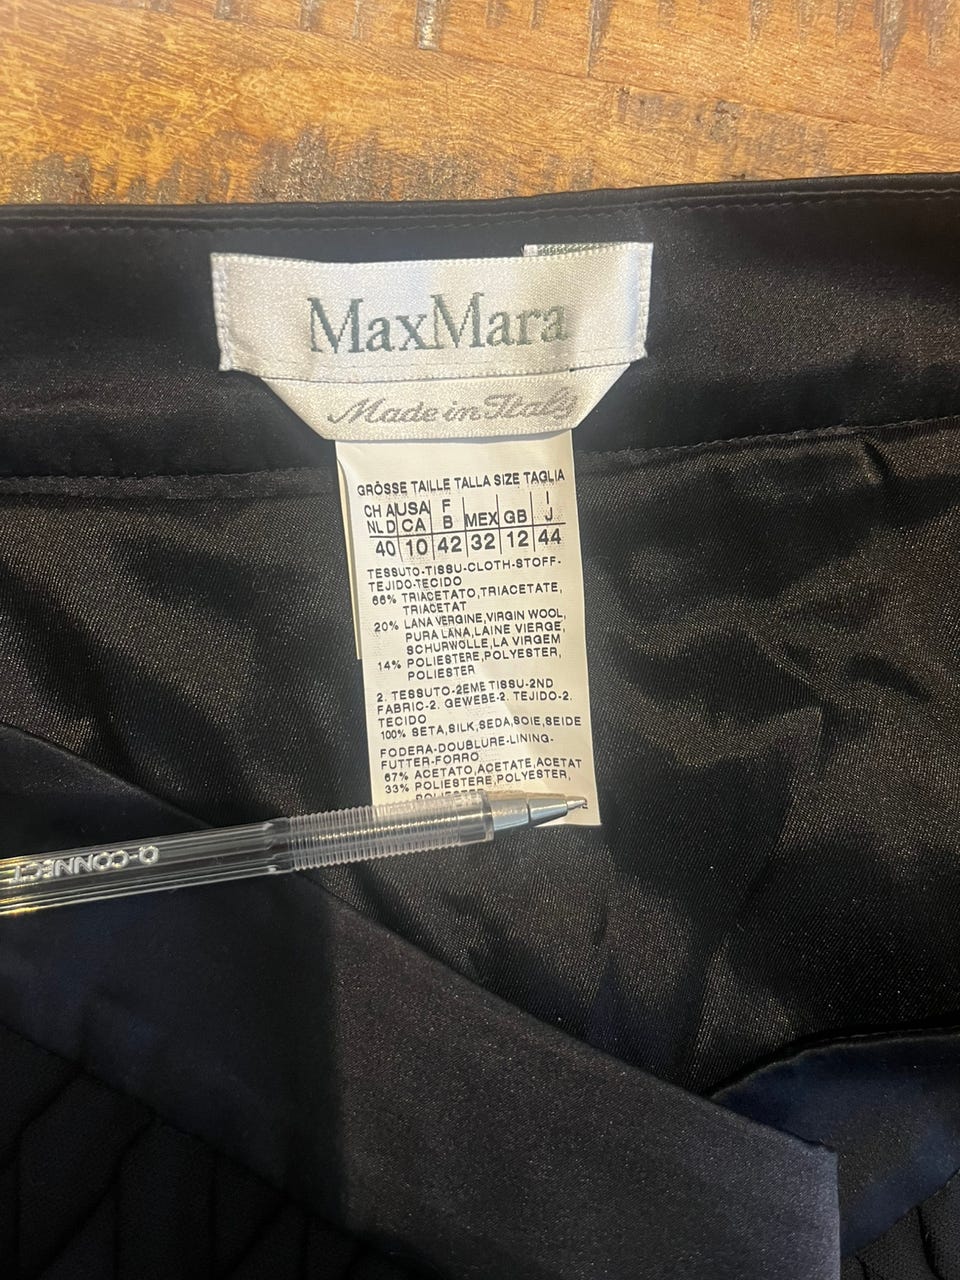 MaxMara
Made in Italy
GRÖSSE TAILLE TALLA SIZE TAGLIA
CH A USA F I
NL D CA B MEX GB J
40 10 42 32 12 44
TESSUTO-TISSU-CLOTH-STOFF-
TEJIDO-TECIDO
66% TRIACETATO,TRIACETATE,
TRIACETAT
20% LANA VERGINE,VIRGIN WOOL,
PURA LANA,LAINE VIERGE,
SCHURWOLLE,LA VIRGEM
14% POLIESTERE,POLYESTER,
POLIESTER
2. TESSUTO-2EME TISSU-2ND
FABRIC-2. GEWEBE-2. TEJIDO-2.
TECIDO
100% SETA,SILK,SEDA,SOIE,SEIDE
FODERA-DOUBLURE-LINING-
FUTTER-FORRO
67% ACETATO,ACETATE,ACETAT
33% POLIESTERE,POLYESTER,
Q-CONNECT